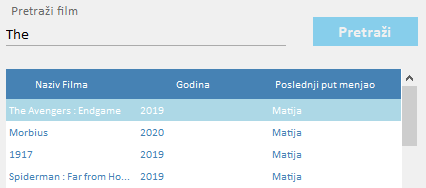 Pretraži film
The
Pretraži
Naziv Filma Godina Poslednji put menjao
The Avengers : Endgame 2019 Matija
Morbius 2020 Matija
1917 2019 Matija
Spiderman : Far from Ho... 2019 Matija